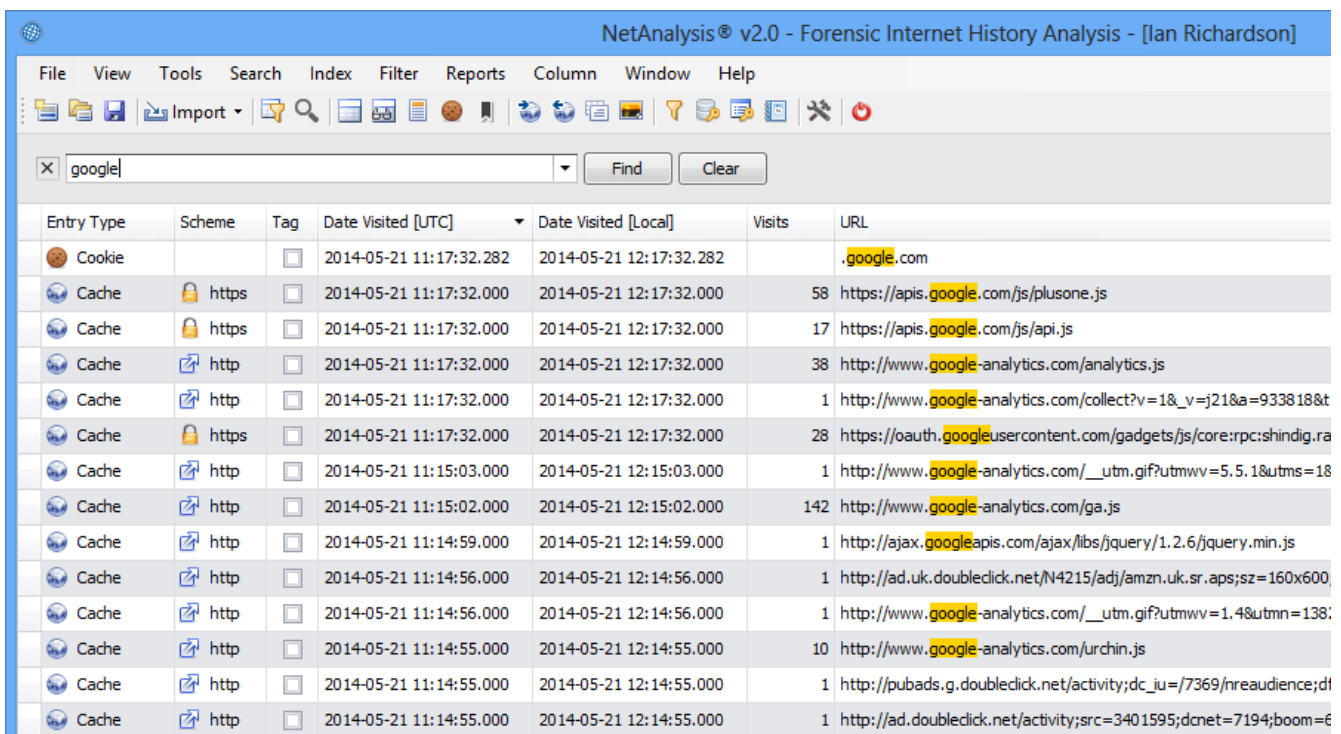 NetAnalysis® v2.0 - Forensic Internet History Analysis - [Ian Richardson]
File View Tools Search Index Filter Reports Column Window Help
Import
google Find Clear
Entry Type Scheme Tag Date Visited [UTC] Date Visited [Local] Visits URL
Cookie 2014-05-21 11:17:32.282 2014-05-21 12:17:32.282 .google.com
Cache https 2014-05-21 11:17:32.000 2014-05-21 12:17:32.000 58 https://apis.google.com/js/plusone.js
Cache https 2014-05-21 11:17:32.000 2014-05-21 12:17:32.000 17 https://apis.google.com/js/api.js
Cache http 2014-05-21 11:17:32.000 2014-05-21 12:17:32.000 38 http://www.google-analytics.com/analytics.js
Cache http 2014-05-21 11:17:32.000 2014-05-21 12:17:32.000 1 http://www.google-analytics.com/collect?v=1&_v=j21&a=933818&t
Cache https 2014-05-21 11:17:32.000 2014-05-21 12:17:32.000 28 https://oauth.googleusercontent.com/gadgets/js/core:rpc:shindig.ra
Cache http 2014-05-21 11:15:03.000 2014-05-21 12:15:03.000 1 http://www.google-analytics.com/__utm.gif?utmwv=5.5.1&utms=1&
Cache http 2014-05-21 11:15:02.000 2014-05-21 12:15:02.000 142 http://www.google-analytics.com/ga.js
Cache http 2014-05-21 11:14:59.000 2014-05-21 12:14:59.000 1 http://ajax.googleapis.com/ajax/libs/jquery/1.2.6/jquery.min.js
Cache http 2014-05-21 11:14:56.000 2014-05-21 12:14:56.000 1 http://ad.uk.doubleclick.net/N4215/adj/amzn.uk.sr.aps;sz=160x600;
Cache http 2014-05-21 11:14:56.000 2014-05-21 12:14:56.000 1 http://www.google-analytics.com/__utm.gif?utmwv=1.4&utmn=1382
Cache http 2014-05-21 11:14:55.000 2014-05-21 12:14:55.000 10 http://www.google-analytics.com/urchin.js
Cache http 2014-05-21 11:14:55.000 2014-05-21 12:14:55.000 1 http://pubads.g.doubleclick.net/activity;dc_iu=/7369/nreaudience;df
Cache http 2014-05-21 11:14:55.000 2014-05-21 12:14:55.000 1 http://ad.doubleclick.net/activity;src=3401595;dcnet=7194;boom=6